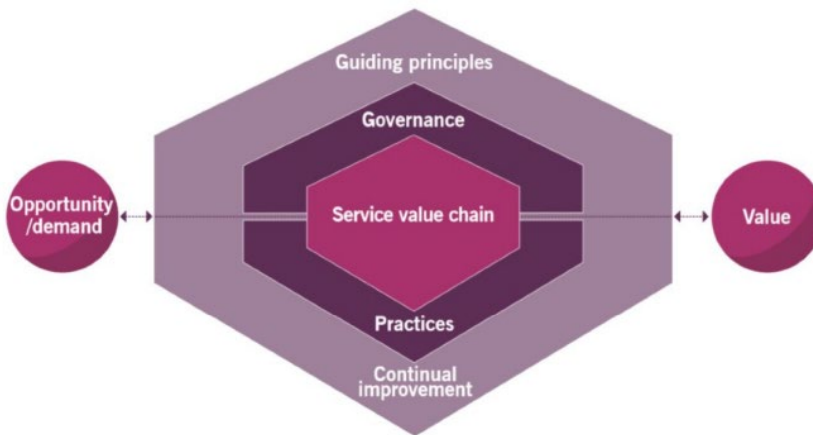 Guiding principles
Governance
Opportunity
/demand
Service value chain
Value
Practices
Continual
improvement